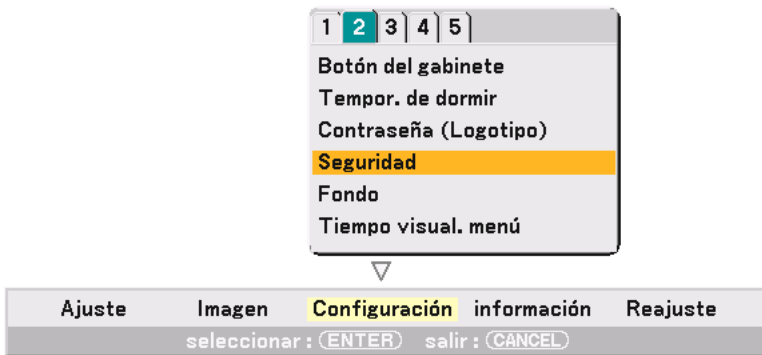 1 2 3 4 5
Botón del gabinete
Tempor. de dormir
Contraseña (Logotipo)
Seguridad
Fondo
Tiempo visual. menú
Ajuste Imagen Configuración información Reajuste
seleccionar : ENTER salir : CANCEL